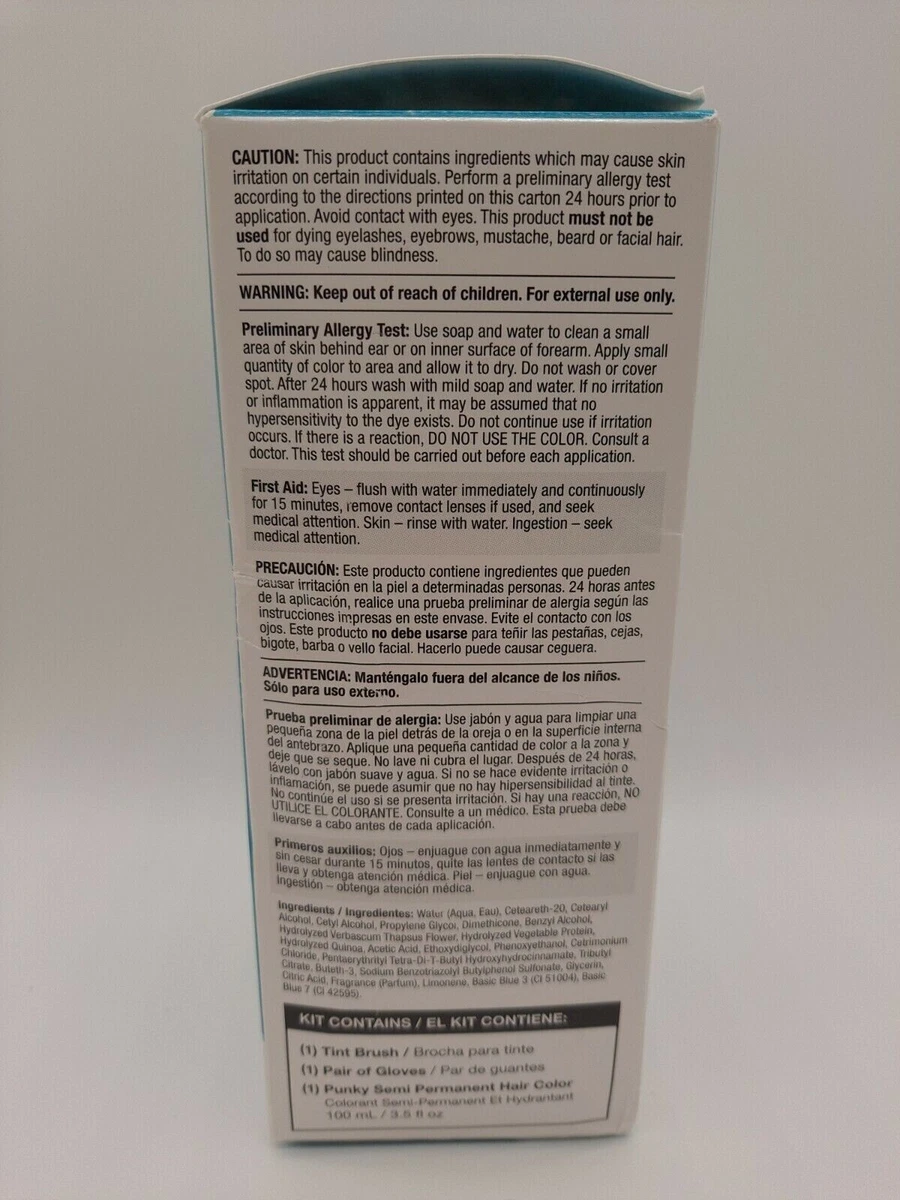 CAUTION: This product contains ingredients which may cause skin
irritation on certain individuals. Perform a preliminary allergy test
according to the directions printed on this carton 24 hours prior to
application. Avoid contact with eyes. This product must not be
used for dying eyelashes, eyebrows, mustache, beard or facial hair.
To do so may cause blindness.
WARNING: Keep out of reach of children. For external use only.
Preliminary Allergy Test: Use soap and water to clean a small
area of skin behind ear or on inner surface of forearm. Apply small
quantity of color to area and allow it to dry. Do not wash or cover
spot. After 24 hours wash with mild soap and water. If no irritation
or inflammation is apparent, it may be assumed that no
hypersensitivity to the dye exists. Do not continue use if irritation
occurs. If there is a reaction, DO NOT USE THE COLOR. Consult a
doctor. This test should be carried out before each application.
First Aid: Eyes – flush with water immediately and continuously
for 15 minutes, remove contact lenses if used, and seek
medical attention. Skin – rinse with water. Ingestion – seek
medical attention.
PRECAUCIÓN: Este producto contiene ingredientes que pueden
causar irritación en la piel a determinadas personas. 24 horas antes
de la aplicación, realice una prueba preliminar de alergia según las
instrucciones impresas en este envase. Evite el contacto con los
ojos. Este producto no debe usarse para teñir las pestañas, cejas,
bigote, barba o vello facial. Hacerlo puede causar ceguera.
ADVERTENCIA: Manténgalo fuera del alcance de los niños.
Sólo para uso externo.
Prueba preliminar de alergia: Use jabón y agua para limpiar una
pequeña zona de la piel detrás de la oreja o en la superficie interna
del antebrazo. Aplique una pequeña cantidad de color a la zona y
deje que se seque. No lave ni cubra el lugar. Después de 24 horas,
lávelo con jabón suave y agua. Si no se hace evidente irritación o
inflamación, se puede asumir que no hay hipersensibilidad al tinte.
No continúe el uso si se presenta irritación. Si hay una reacción, NO
UTILICE EL COLORANTE. Consulte a un médico. Esta prueba debe
llevarse a cabo antes de cada aplicación.
Primeros auxilios: Ojos – enjuague con agua inmediatamente y
sin cesar durante 15 minutos, quite las lentes de contacto si las
lleva y obtenga atención médica. Piel – enjuague con agua.
Ingestión – obtenga atención médica.
Ingredients / Ingredientes: Water (Aqua, Eau), Ceteareth-20, Cetearyl
Alcohol, Cetyl Alcohol, Propylene Glycol, Dimethicone, Benzyl Alcohol,
Hydrolyzed Verbascum Thapsus Flower, Hydrolyzed Vegetable Protein,
Hydrolyzed Quinoa, Acetic Acid, Ethoxydiglycol, Phenoxyethanol, Cetrimonium
Chloride, Pentaerythrityl Tetra-Di-T-Butyl Hydroxyhydrocinnamate, Tributyl
Citrate, Buteth-3, Sodium Benzotriazolyl Butylphenol Sulfonate, Glycerin,
Citric Acid, Fragrance (Parfum), Limonene, Basic Blue 3 (CI 51004), Basic
Blue 7 (CI 42595).
KIT CONTAINS / EL KIT CONTIENE:
(1) Tint Brush / Brocha para tinte
(1) Pair of Gloves / Par de guantes
(1) Punky Semi Permanent Hair Color
Colorant Semi-Permanent Et Hydrantant
100 mL / 3.5 fl oz